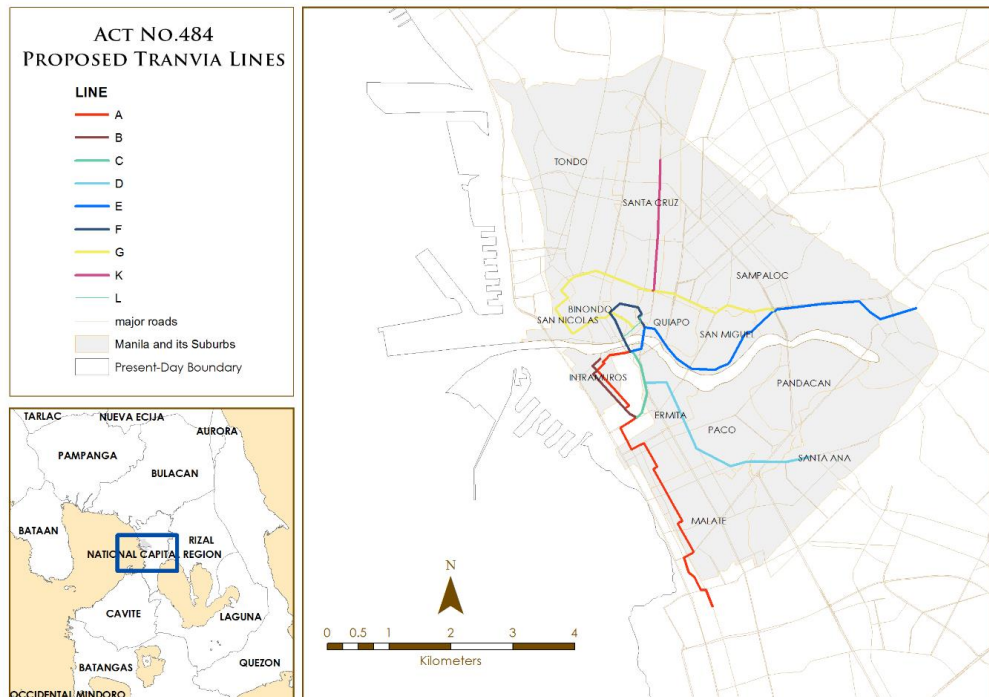 ACT NO.484
PROPOSED TRANVIA LINES
LINE
A
B
C
D
E
F
G
K
L
major roads
Manila and its Suburbs
Present-Day Boundary
TONDO
SANTA CRUZ
SAMPALOC
BINONDO
SAN NICOLAS
QUIAPO
SAN MIGUEL
INTRAMUROS
PANDACAN
ERMITA
PACO
SANTA ANA
MALATE
N
0 0.5 1 2 3 4
Kilometers
TARLAC
NUEVA ECIJA
AURORA
PAMPANGA
BULACAN
BATAAN
RIZAL
NATIONAL CAPITAL REGION
CAVITE
LAGUNA
BATANGAS
QUEZON
OCCIDENTAL MINDORO